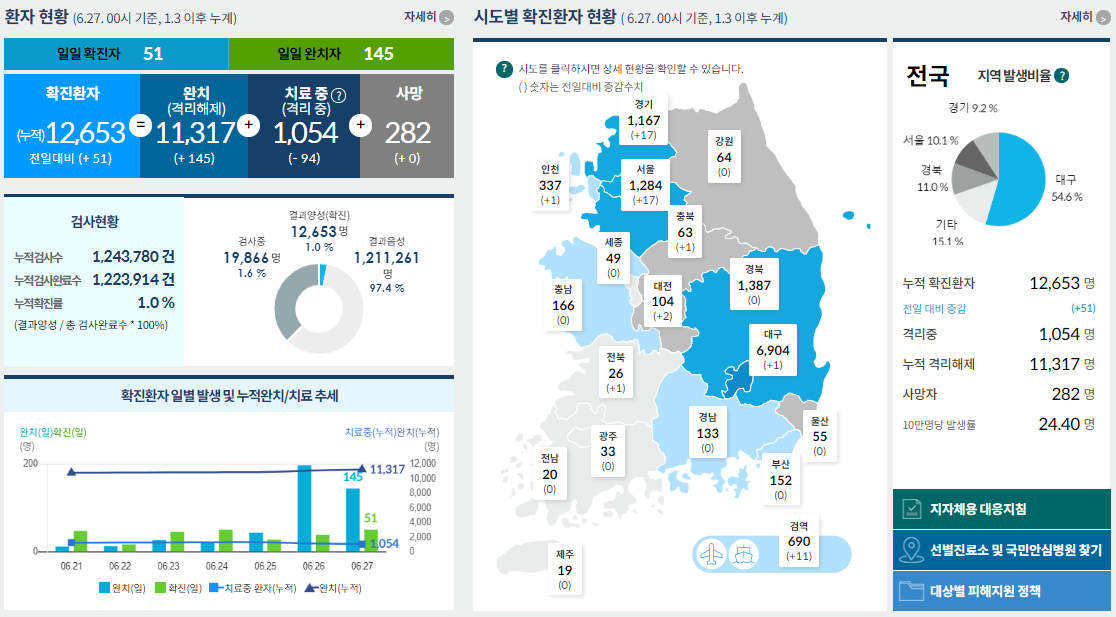 환자 현황 (6.27. 00시 기준, 1.3 이후 누계)
자세히 >
일일 확진자 51
일일 완치자 145
확진환자
(누적)12,653
전일대비 (+ 51)
=
완치
(격리해제)
11,317
(+ 145)
+
치료 중 ?
(격리 중)
1,054
(- 94)
+
사망
282
(+ 0)
검사현황
누적검사수 1,243,780 건
누적검사완료수 1,223,914 건
누적확진률 1.0 %
(결과양성 / 총 검사완료수 * 100%)
결과양성(확진)
12,653 명
1.0 %
검사중
19,866 명
1.6 %
결과음성
1,211,261
명
97.4 %
확진환자 일별 발생 및 누적완치/치료 추세
완치(일)확진(일)
(명)
치료중(누적)완치(누적)
(명)
200
0
12,000
10,000
8,000
6,000
4,000
2,000
0
11,317
145
51
1,054
06.21 06.22 06.23 06.24 06.25 06.26 06.27
완치(일) 확진(일) 치료중 환자(누적) 완치(누적)
시도별 확진환자 현황 ( 6.27. 00시 기준, 1.3 이후 누계)
자세히 >
? 시도를 클릭하시면 상세 현황을 확인할 수 있습니다.
( ) 숫자는 전일대비 증감수치
경기
1,167
(+17)
강원
64
(0)
인천
337
(+1)
서울
1,284
(+17)
충북
63
(+1)
세종
49
(0)
경북
1,387
(0)
충남
166
(0)
대전
104
(+2)
대구
6,904
(+1)
전북
26
(+1)
경남
133
(0)
울산
55
(0)
광주
33
(0)
전남
20
(0)
부산
152
(0)
검역
690
(+11)
제주
19
(0)
전국
지역 발생비율 ?
경기 9.2 %
서울 10.1 %
경북
11.0 %
기타
15.1 %
대구
54.6 %
누적 확진환자 12,653 명
전일 대비 증감 (+51)
격리중 1,054 명
누적 격리해제 11,317 명
사망자 282 명
10만명당 발생률 24.40 명
지자체용 대응지침
선별진료소 및 국민안심병원 찾기
대상별 피해지원 정책